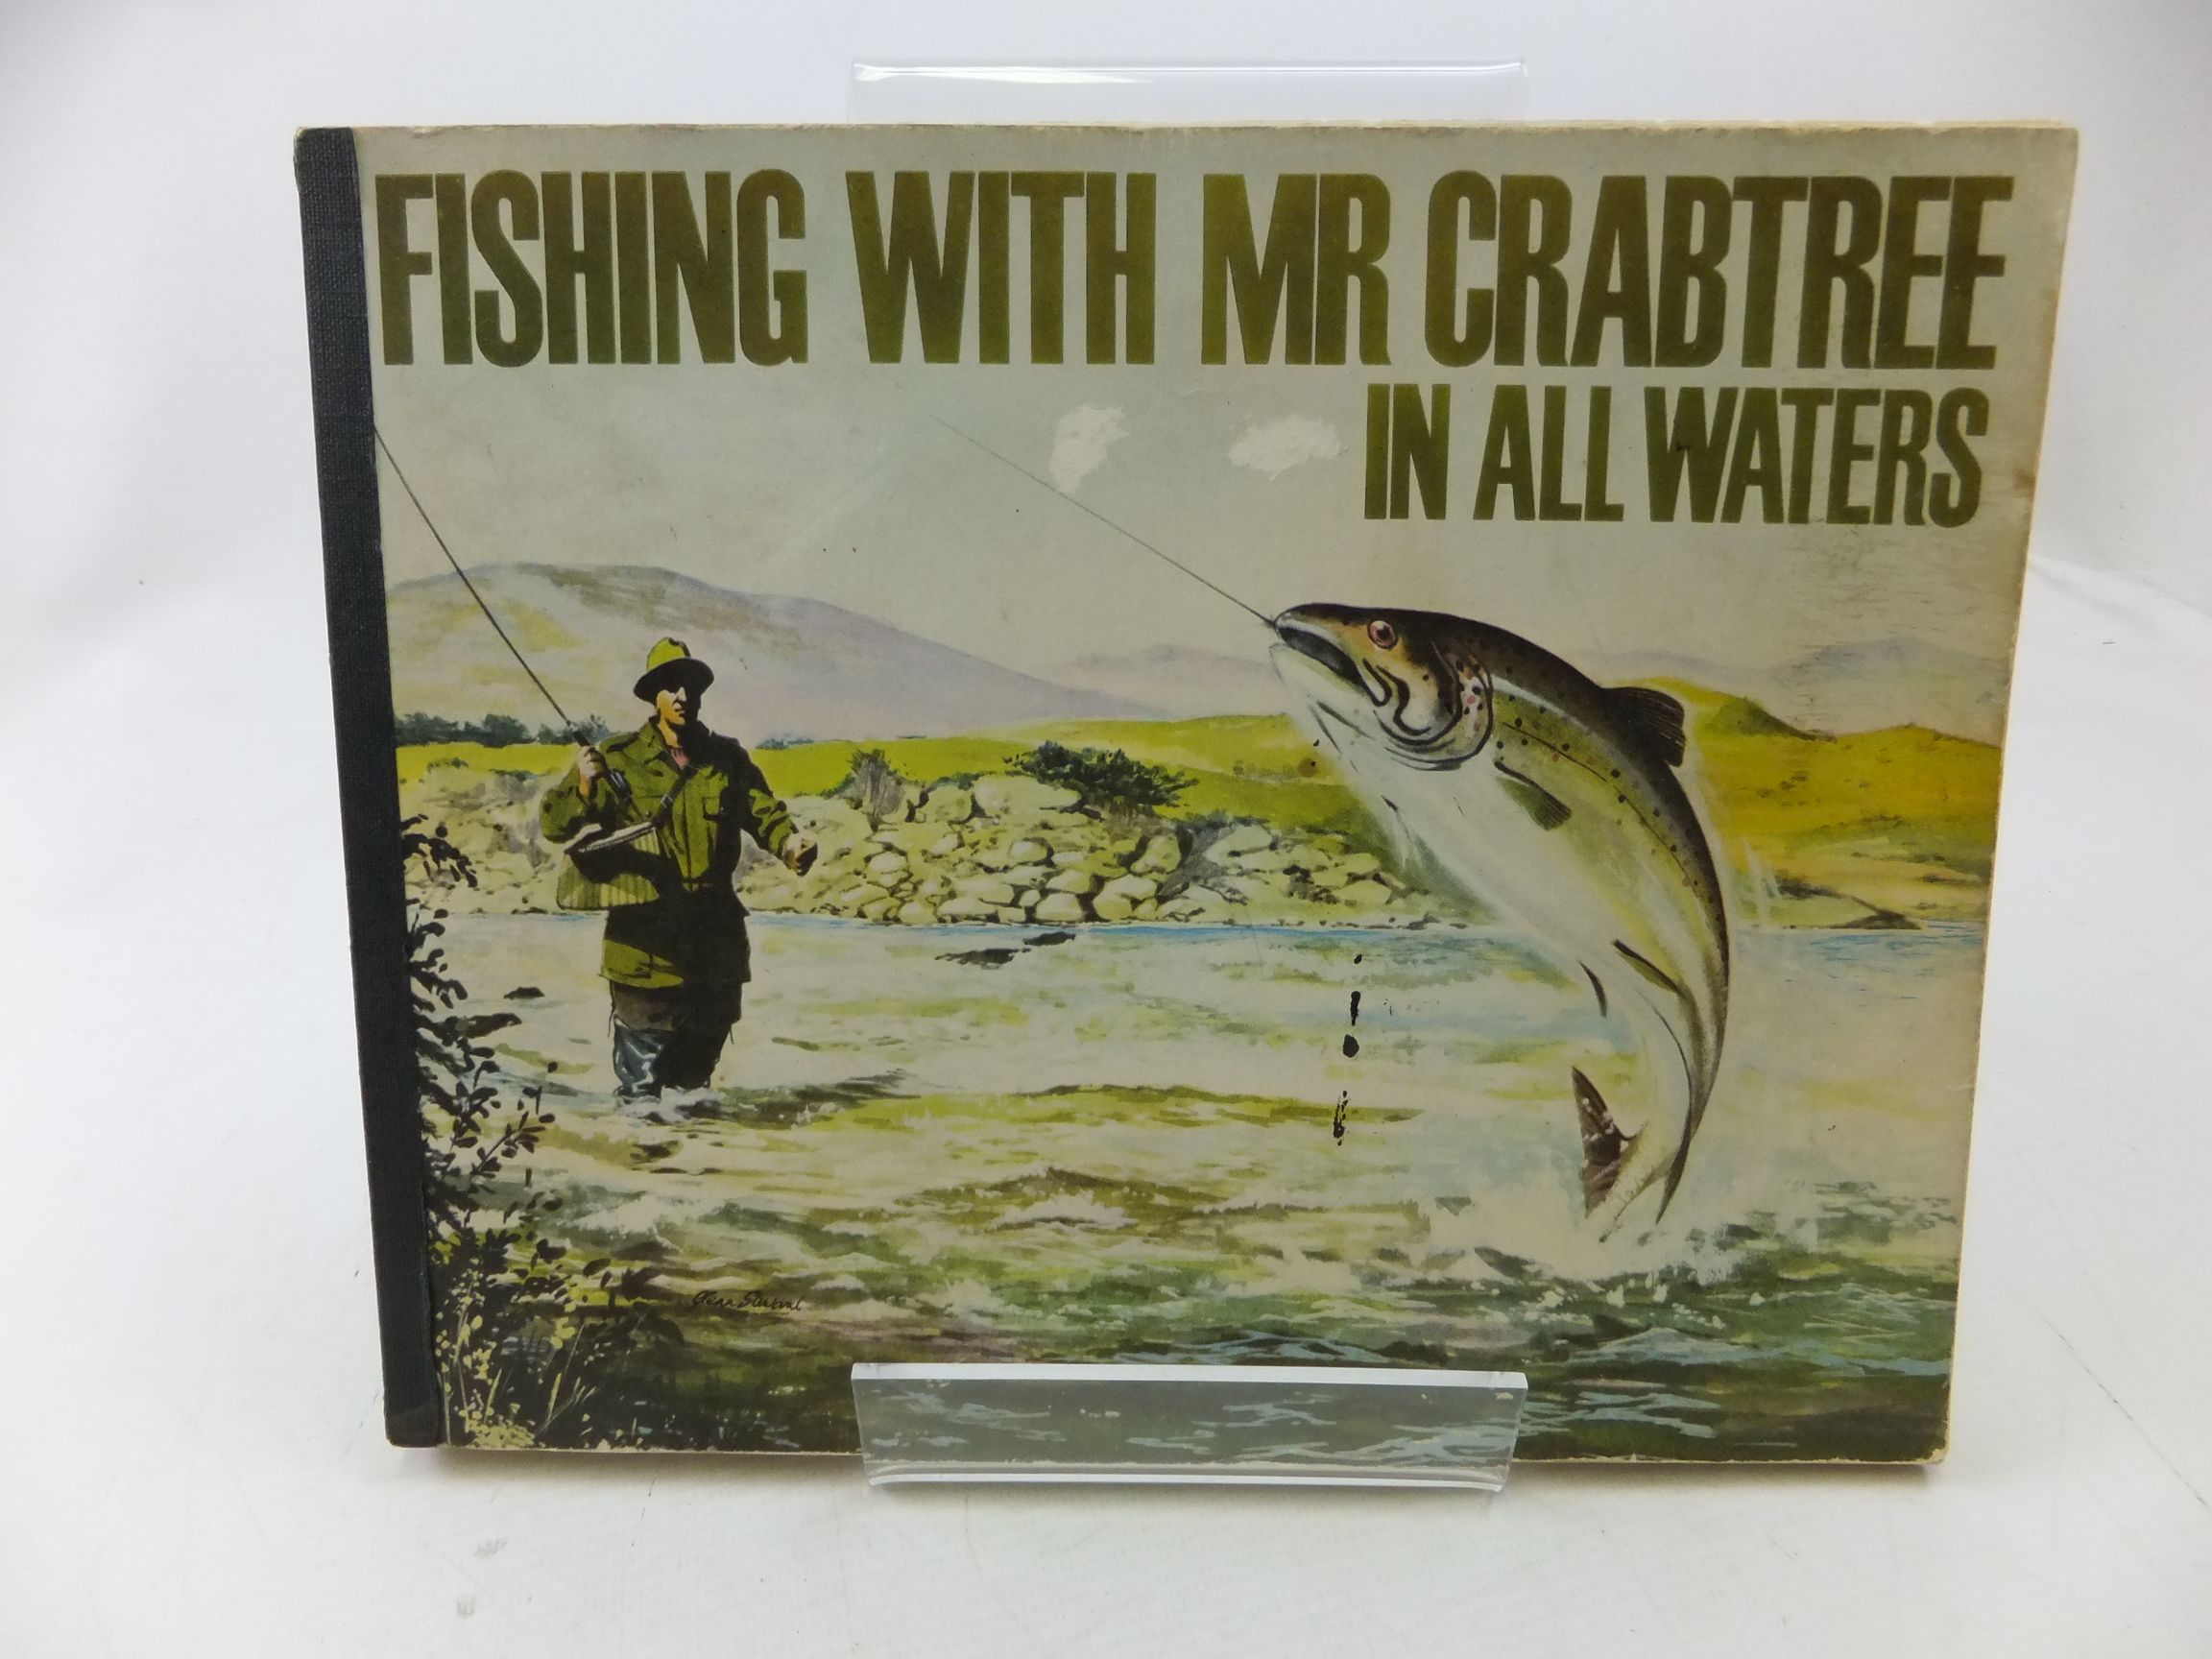 FISHING WITH MR CRABTREE
IN ALL WATERS